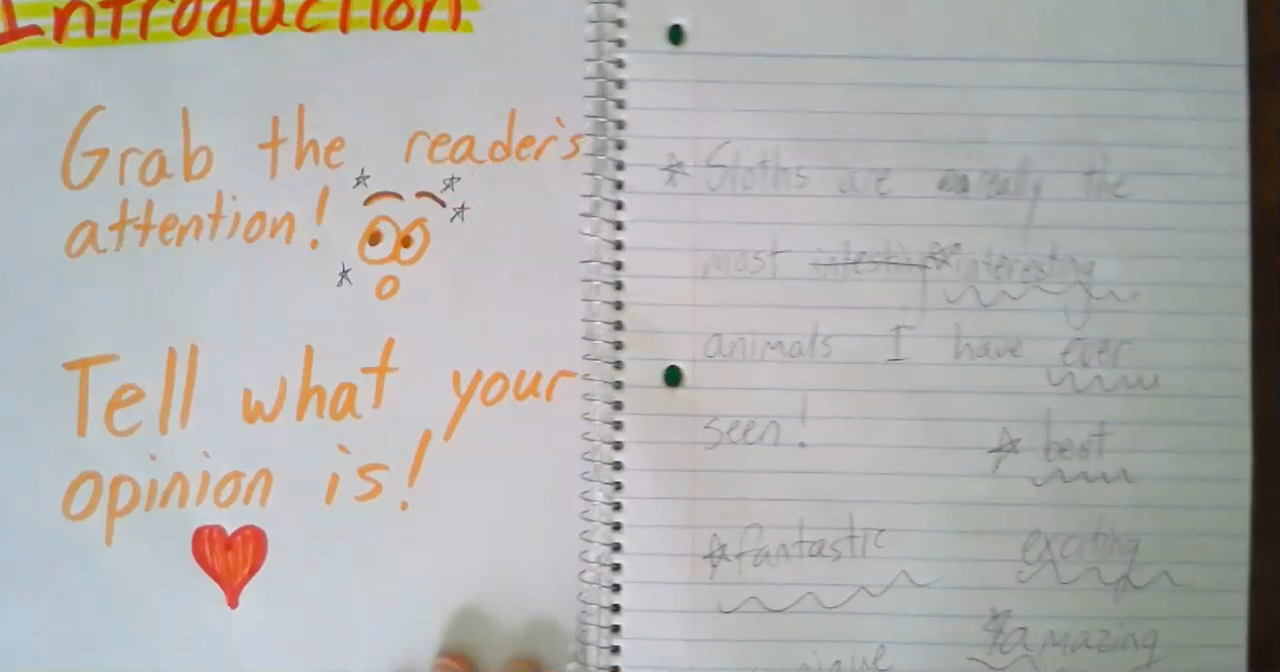 Introduction
Grab the reader's
attention!
Tell what your
opinion is!
Sloths are the
most interesting
animals I have ever
seen!
best
fantastic exciting
amazing